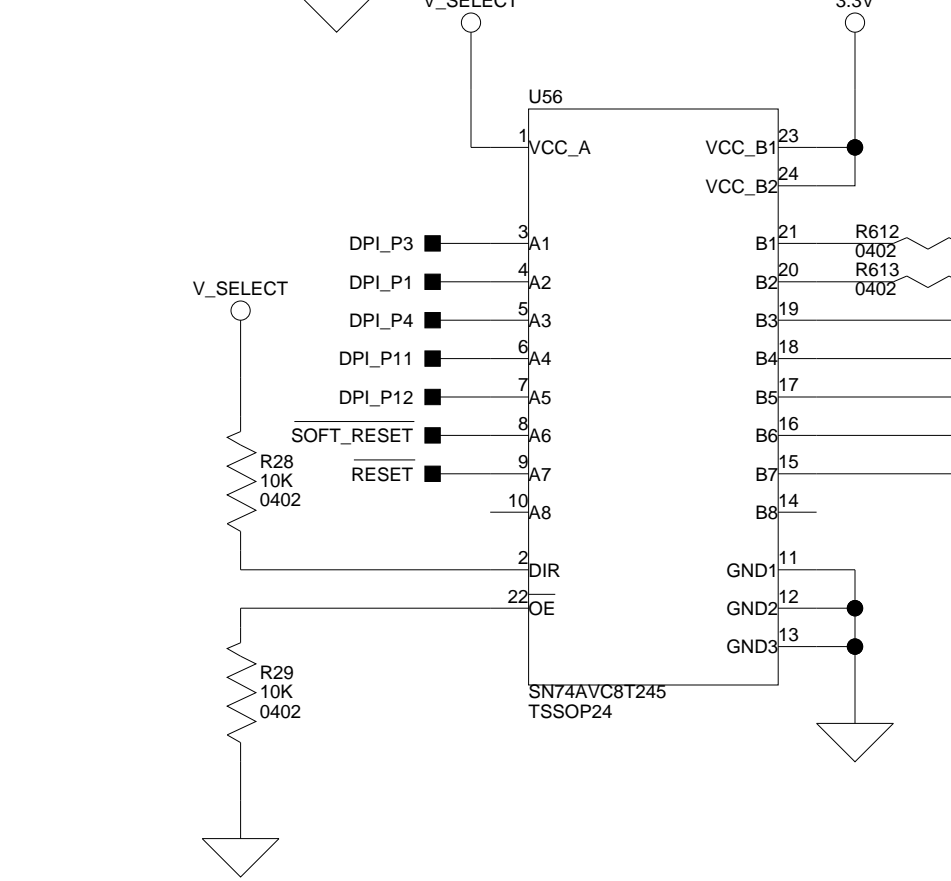 V_SELECT
3.3V
U56
1
VCC_A
VCC_B1
23
VCC_B2
24
DPI_P3
3
A1
B1
21
R612
0402
DPI_P1
4
A2
B2
20
R613
0402
V_SELECT
DPI_P4
5
A3
B3
19
DPI_P11
6
A4
B4
18
DPI_P12
7
A5
B5
17
SOFT_RESET
8
A6
B6
16
RESET
9
A7
B7
15
R28
10K
0402
10
A8
B8
14
2
DIR
GND1
11
22
OE
GND2
12
GND3
13
R29
10K
0402
SN74AVC8T245
TSSOP24